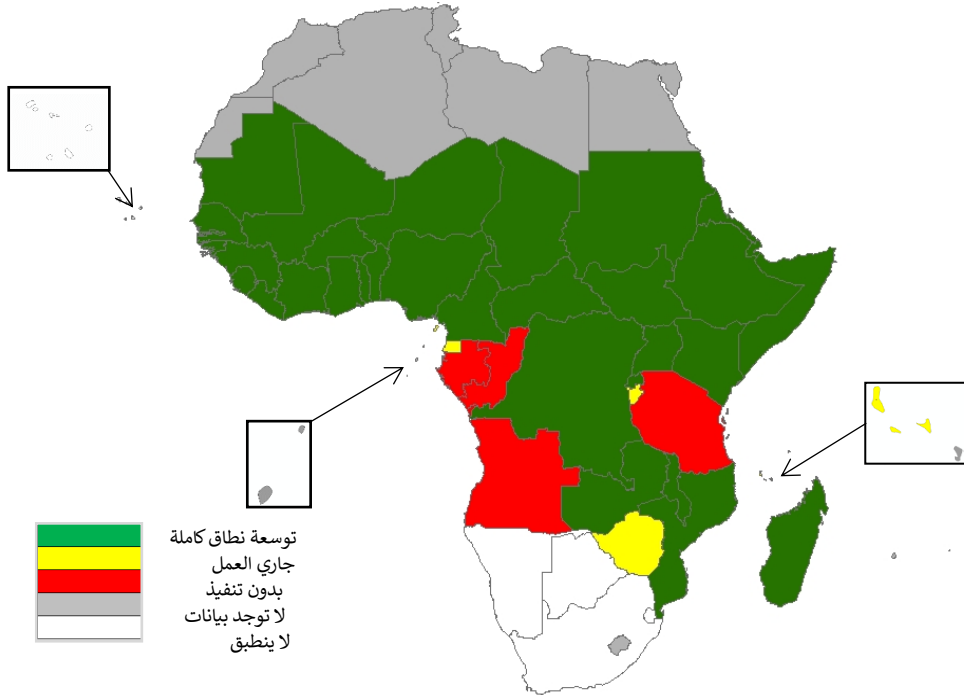 توسعة نطاق كاملة
جاري العمل
بدون تنفيذ
لا توجد بيانات
لا ينطبق